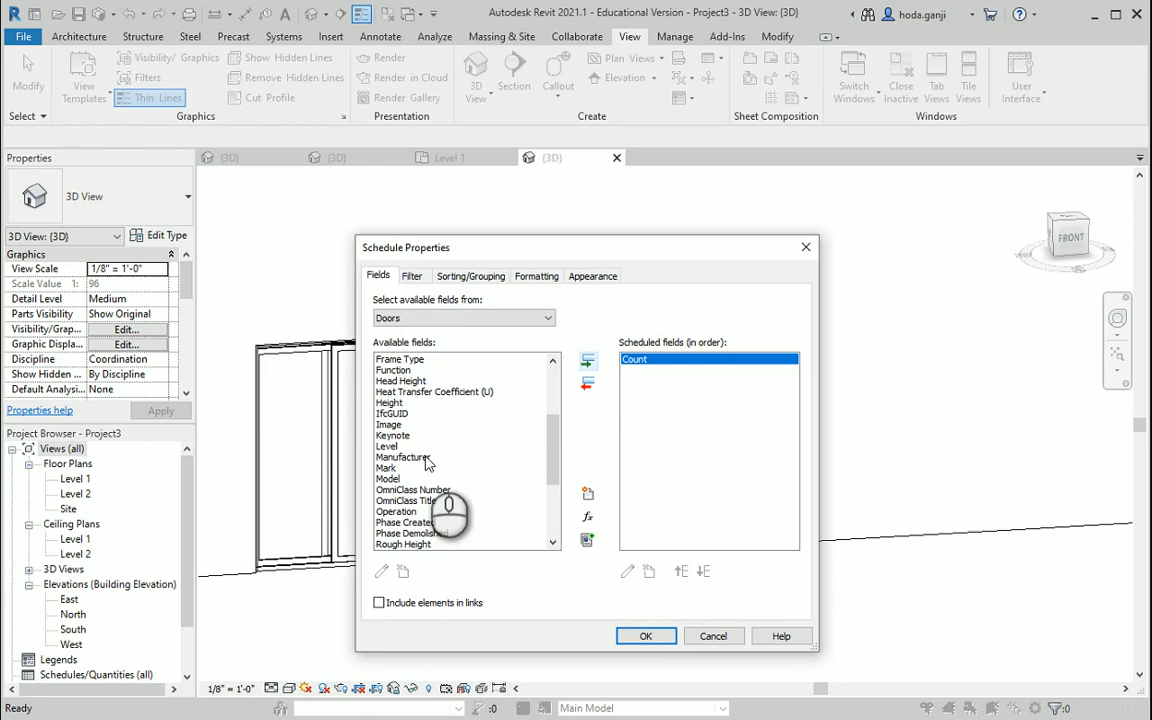 Autodesk Revit 2021.1 - Educational Version - Project3 - 3D View: {3D}
hoda.ganji
File Architecture Structure Steel Precast Systems Insert Annotate Analyze Massing & Site Collaborate View Manage Add-Ins Modify
Modify
View Templates
Visibility/ Graphics
Filters
Thin Lines
Show Hidden Lines
Remove Hidden Lines
Cut Profile
Render
Render in Cloud
Render Gallery
3D View
Section
Callout
Plan Views
Elevation
Switch Windows
Close Inactive
Tab Views
Tile Views
User Interface
Select Graphics Presentation Create Sheet Composition Windows
Properties
{3D} {3D} Level 1 {3D}
3D View
3D View: {3D} Edit Type
Graphics
View Scale 1/8" = 1'-0"
Scale Value 1: 96
Detail Level Medium
Parts Visibility Show Original
Visibility/Grap... Edit...
Graphic Displa... Edit...
Discipline Coordination
Show Hidden ... By Discipline
Default Analysi... None
Properties help Apply
Project Browser - Project3
Views (all)
Floor Plans
Level 1
Level 2
Site
Ceiling Plans
Level 1
Level 2
3D Views
Elevations (Building Elevation)
East
North
South
West
Legends
Schedules/Quantities (all)
FRONT
Schedule Properties
Fields Filter Sorting/Grouping Formatting Appearance
Select available fields from:
Doors
Available fields: Scheduled fields (in order):
Frame Type
Function
Head Height
Heat Transfer Coefficient (U)
Height
IfcGUID
Image
Keynote
Level
Manufacturer
Mark
Model
OmniClass Number
OmniClass Title
Operation
Phase Created
Phase Demolished
Rough Height
Count
fx
Include elements in links
OK Cancel Help
1/8" = 1'-0"
Ready
:0
Main Model
:0